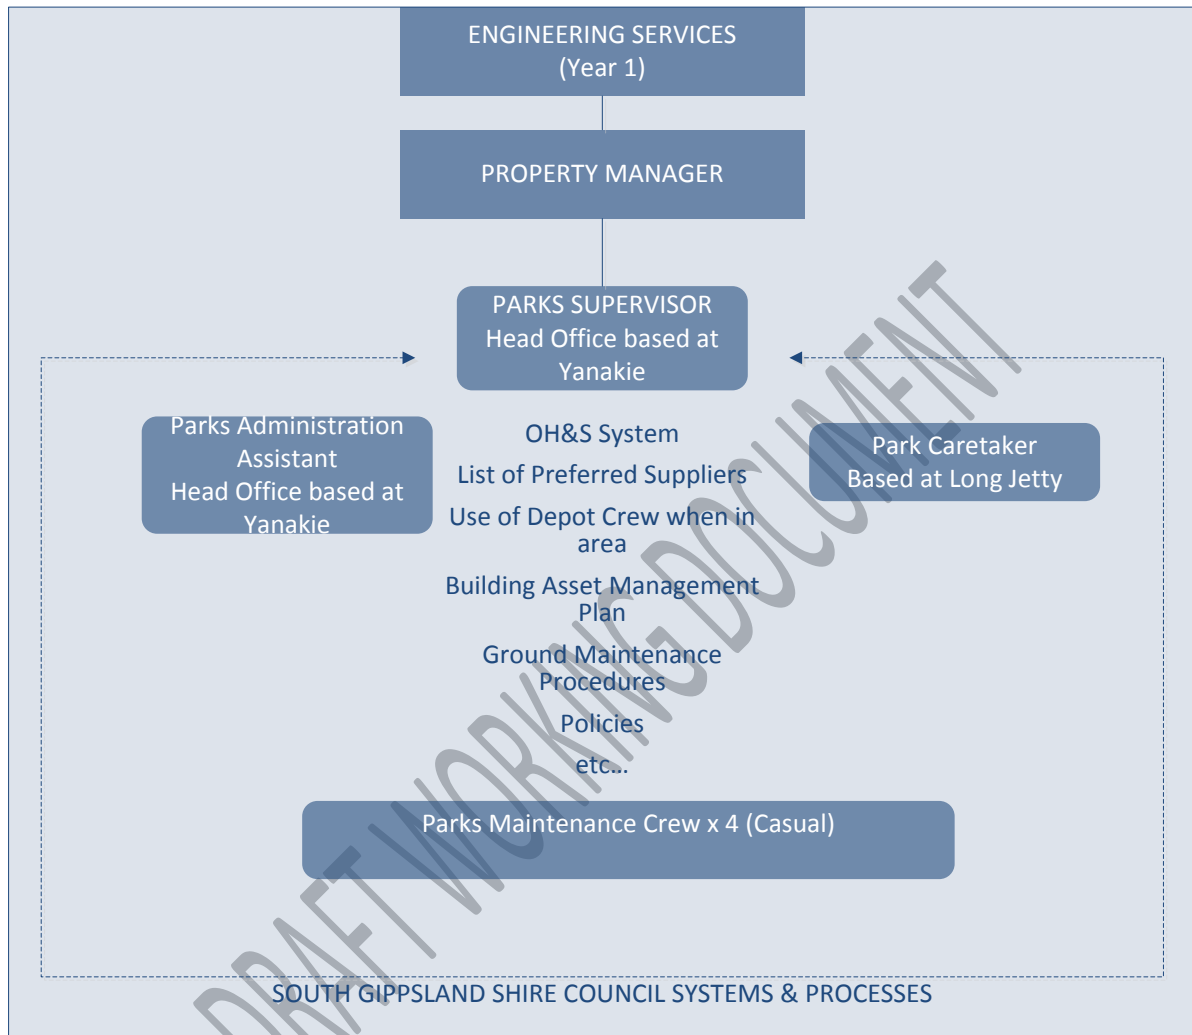 ENGINEERING SERVICES
(Year 1)
PROPERTY MANAGER
PARKS SUPERVISOR
Head Office based at
Yanakie
Parks Administration
Assistant
Head Office based at
Yanakie
OH&S System
List of Preferred Suppliers
Use of Depot Crew when in
area
Building Asset Management
Plan
Ground Maintenance
Procedures
Policies
etc…
Park Caretaker
Based at Long Jetty
Parks Maintenance Crew x 4 (Casual)
SOUTH GIPPSLAND SHIRE COUNCIL SYSTEMS & PROCESSES
DRAFT WORKING DOCUMENT